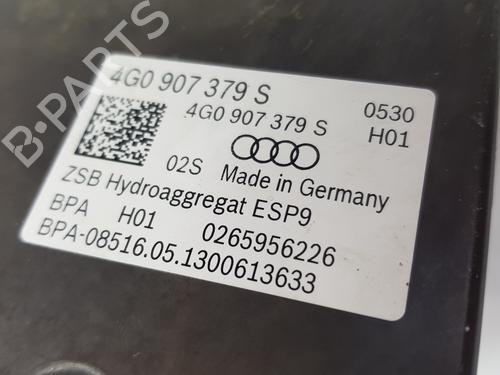 B-PARTS
4G0 907 379 S
4G0 907 379 S
0530
H01
02S
Made in Germany
ZSB Hydroaggregat ESP9
BPA H01 0265956226
BPA-08516.05.1300613633